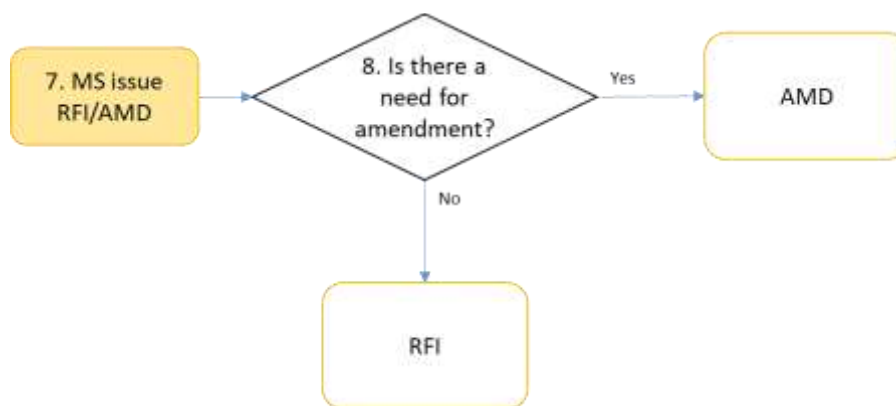 7. MS issue
RFI/AMD
8. Is there a
need for
amendment?
Yes
AMD
No
RFI